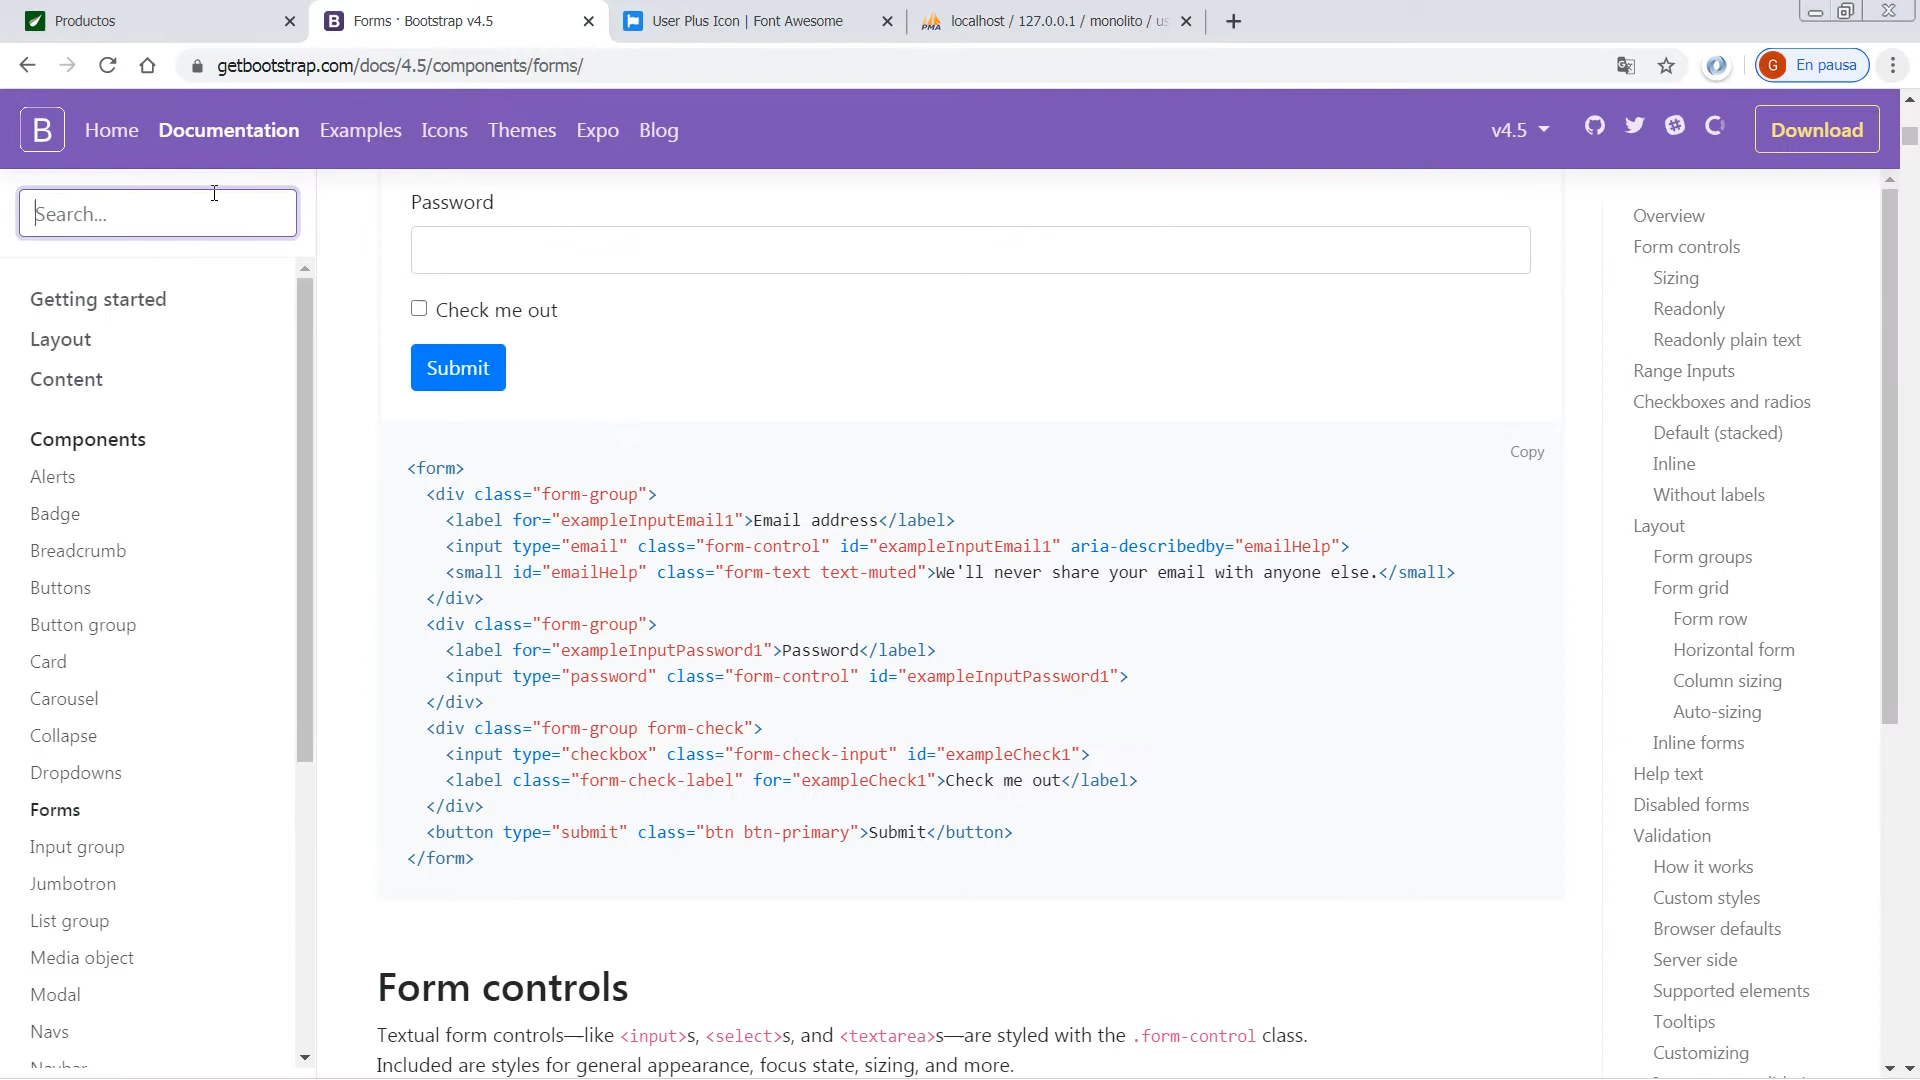 Productos
Forms · Bootstrap v4.5
User Plus Icon | Font Awesome
localhost / 127.0.0.1 / monolito / us
getbootstrap.com/docs/4.5/components/forms/
G En pausa
B Home Documentation Examples Icons Themes Expo Blog v4.5 Download
Search...
Getting started
Layout
Content
Components
Alerts
Badge
Breadcrumb
Buttons
Button group
Card
Carousel
Collapse
Dropdowns
Forms
Input group
Jumbotron
List group
Media object
Modal
Navs
Navbar
Password
Check me out
Submit
Copy
<form>
<div class="form-group">
<label for="exampleInputEmail1">Email address</label>
<input type="email" class="form-control" id="exampleInputEmail1" aria-describedby="emailHelp">
<small id="emailHelp" class="form-text text-muted">We'll never share your email with anyone else.</small>
</div>
<div class="form-group">
<label for="exampleInputPassword1">Password</label>
<input type="password" class="form-control" id="exampleInputPassword1">
</div>
<div class="form-group form-check">
<input type="checkbox" class="form-check-input" id="exampleCheck1">
<label class="form-check-label" for="exampleCheck1">Check me out</label>
</div>
<button type="submit" class="btn btn-primary">Submit</button>
</form>
Form controls
Textual form controls—like <input>s, <select>s, and <textarea>s—are styled with the .form-control class.
Included are styles for general appearance, focus state, sizing, and more.
Overview
Form controls
Sizing
Readonly
Readonly plain text
Range Inputs
Checkboxes and radios
Default (stacked)
Inline
Without labels
Layout
Form groups
Form grid
Form row
Horizontal form
Column sizing
Auto-sizing
Inline forms
Help text
Disabled forms
Validation
How it works
Custom styles
Browser defaults
Server side
Supported elements
Tooltips
Customizing